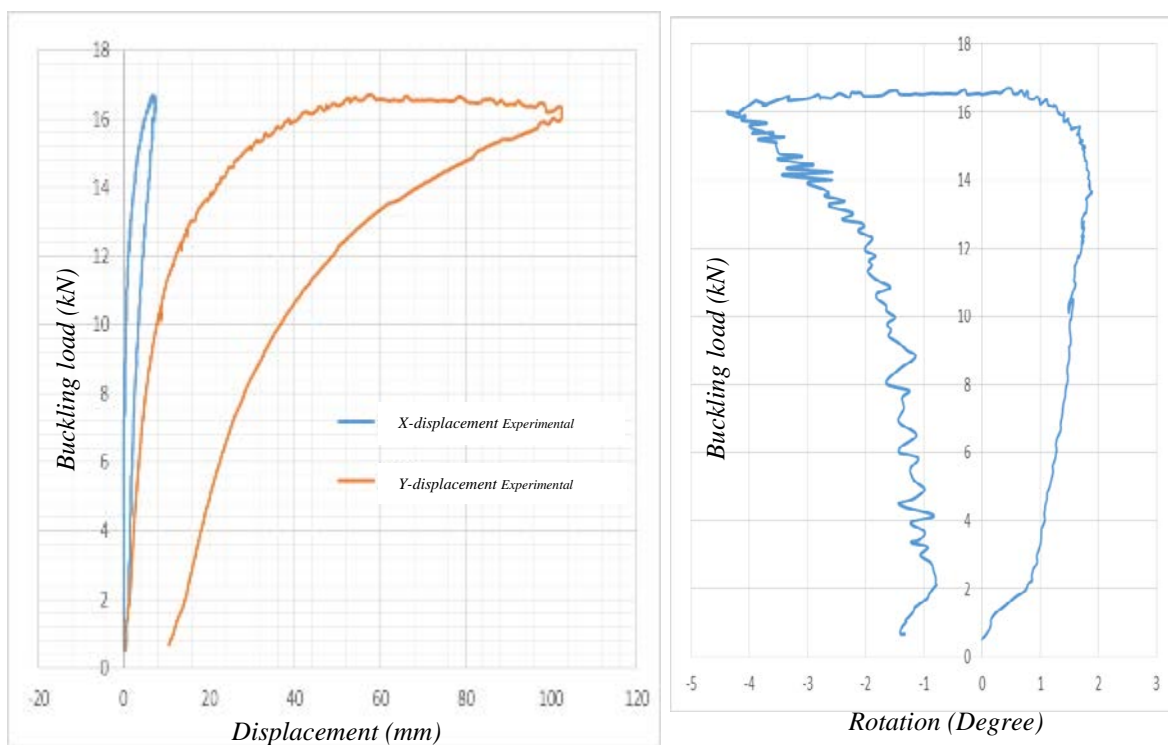 18
16
14
12
10
8
6
4
2
0
-20 0 20 40 60 80 100 120
Buckling load (kN)
Displacement (mm)
X-displacement Experimental
Y-displacement Experimental
18
16
14
12
10
8
6
4
2
0
-5 -4 -3 -2 -1 0 1 2 3
Buckling load (kN)
Rotation (Degree)